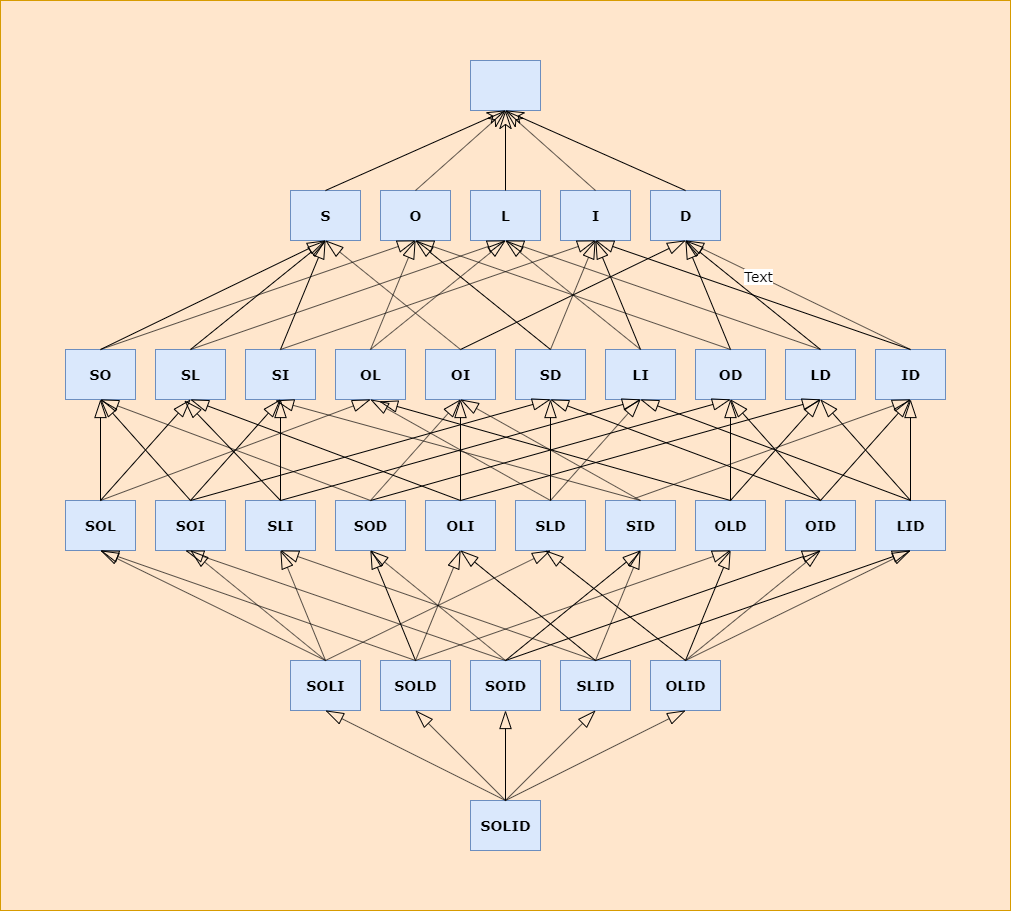 S O L I D
Text
SO SL SI OL OI SD LI OD LD ID
SOL SOI SLI SOD OLI SLD SID OLD OID LID
SOLI SOLD SOID SLID OLID
SOLID